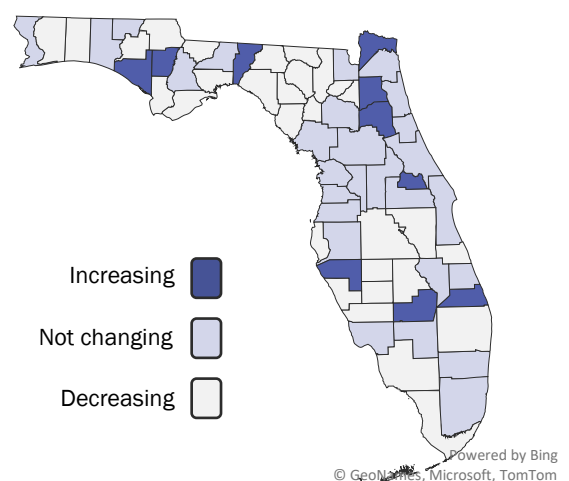 Increasing
Not changing
Decreasing
Powered by Bing
© GeoNames, Microsoft, TomTom